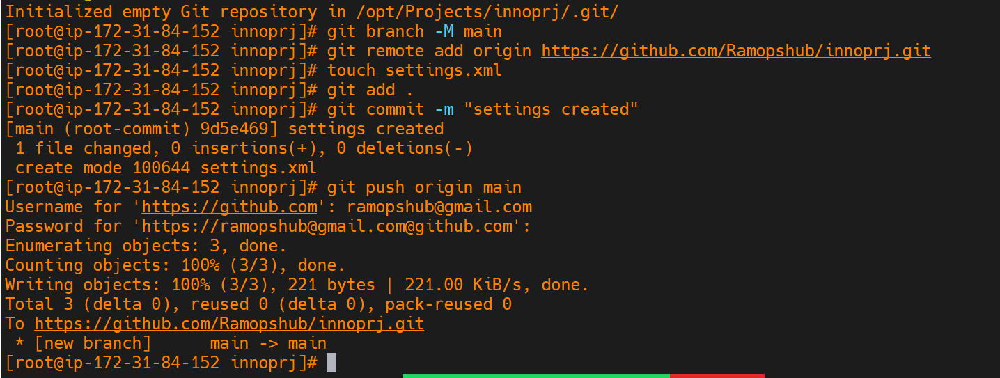 Initialized empty Git repository in /opt/Projects/innoprj/.git/
[root@ip-172-31-84-152 innoprj]# git branch -M main
[root@ip-172-31-84-152 innoprj]# git remote add origin https://github.com/Ramopshub/innoprj.git
[root@ip-172-31-84-152 innoprj]# touch settings.xml
[root@ip-172-31-84-152 innoprj]# git add .
[root@ip-172-31-84-152 innoprj]# git commit -m "settings created"
[main (root-commit) 9d5e469] settings created
 1 file changed, 0 insertions(+), 0 deletions(-)
 create mode 100644 settings.xml
[root@ip-172-31-84-152 innoprj]# git push origin main
Username for 'https://github.com': ramopshub@gmail.com
Password for 'https://ramopshub@gmail.com@github.com':
Enumerating objects: 3, done.
Counting objects: 100% (3/3), done.
Writing objects: 100% (3/3), 221 bytes | 221.00 KiB/s, done.
Total 3 (delta 0), reused 0 (delta 0), pack-reused 0
To https://github.com/Ramopshub/innoprj.git
 * [new branch]      main -> main
[root@ip-172-31-84-152 innoprj]#